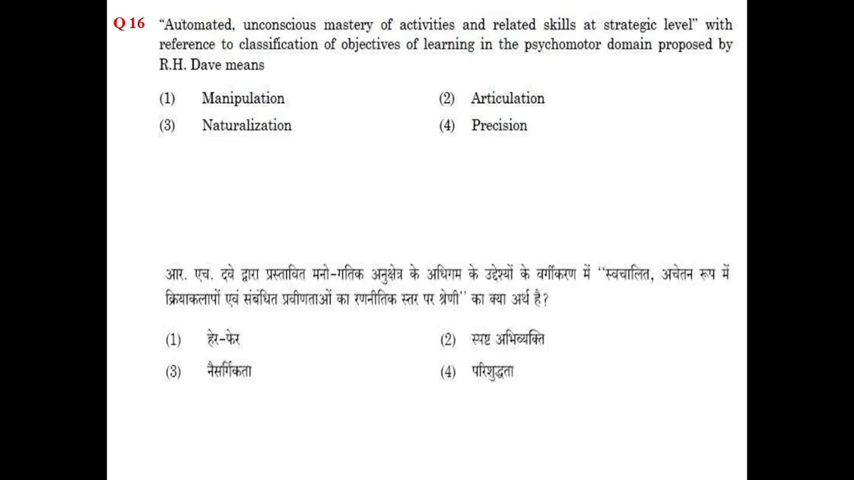 Q 16 “Automated, unconscious mastery of activities and related skills at strategic level” with
reference to classification of objectives of learning in the psychomotor domain proposed by
R.H. Dave means
(1) Manipulation (2) Articulation
(3) Naturalization (4) Precision
आर. एच. दवे द्वारा प्रस्तावित मनो-गतिक अनुक्षेत्र के अधिगम के उद्देश्यों के वर्गीकरण में ‘‘स्वचालित, अचेतन रूप में
क्रियाकलापों एवं संबंधित प्रवीणताओं का रणनीतिक स्तर पर श्रेणी’’ का क्या अर्थ है?
(1) हेर-फेर (2) स्पष्ट अभिव्यक्ति
(3) नैसर्गिकता (4) परिशुद्धता